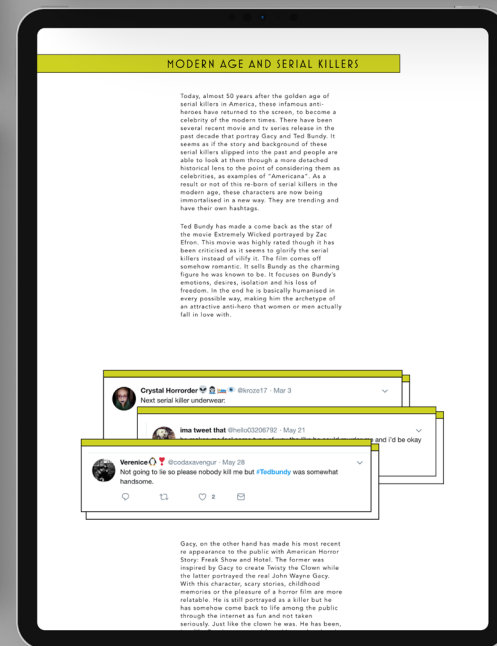 MODERN AGE AND SERIAL KILLERS
Today, almost 50 years after the golden age of
serial killers in America, these infamous anti-
heroes have returned to the screen, to become a
celebrity of the modern times. There have been
several recent movie and tv series release in the
past decade that portray Gacy and Ted Bundy. It
seems as if the story and background of these
serial killers slipped into the past and people are
able to look at them through a more detached
historical lens to the point of considering them as
celebrities, as examples of "Americana". As a
result or not of this re-born of serial killers in the
modern age, these characters are now being
immortalised in a new way. They are trending and
have their own hashtags.
Ted Bundy has made a come back as the star of
the movie Extremely Wicked portrayed by Zac
Efron. This movie was highly rated though it has
been criticised as it seems to glorify the serial
killers instead of vilify it. The film comes off
somehow romantic. It sells Bundy as the charming
figure he was known to be. It focuses on Bundy's
emotions, desires, isolation and his loss of
freedom. In the end he is basically humanised in
every possible way, making him the archetype of
an attractive anti-hero that women or men actually
fall in love with.
Crystal Horrorder @kroze17 · Mar 3
Next serial killer underwear:
ima tweet that @hello03206792 · May 21
and i'd be okay
Verenice @codaxavengur · May 28
Not going to lie so please nobody kill me but #Tedbundy was somewhat
handsome.
2
Gacy, on the other hand has made his most recent
re appearance to the public with American Horror
Story: Freak Show and Hotel. The former was
inspired by Gacy to create Twisty the Clown while
the latter portrayed the real John Wayne Gacy.
With this character, scary stories, childhood
memories or the pleasure of a horror film are more
relatable. He is still portrayed as a killer but he
has somehow come back to life among the public
through the internet as fun and not taken
seriously. Just like the clown he was. He has been,